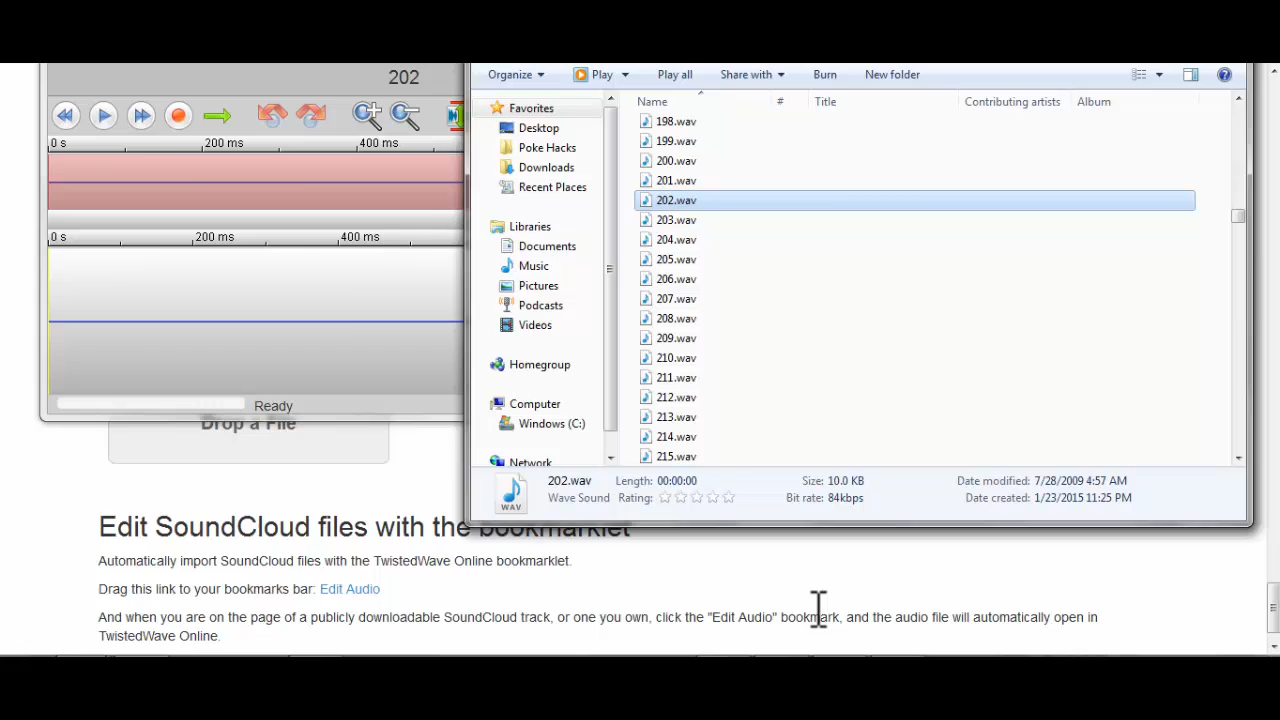 202
0 s 200 ms 400 ms
0 s 200 ms 400 ms
Ready
Drop a File
Organize Play Play all Share with Burn New folder
Favorites
Desktop
Poke Hacks
Downloads
Recent Places
Libraries
Documents
Music
Pictures
Podcasts
Videos
Homegroup
Computer
Windows (C:)
Network
Name # Title Contributing artists Album
198.wav
199.wav
200.wav
201.wav
202.wav
203.wav
204.wav
205.wav
206.wav
207.wav
208.wav
209.wav
210.wav
211.wav
212.wav
213.wav
214.wav
215.wav
202.wav Length: 00:00:00 Size: 10.0 KB Date modified: 7/28/2009 4:57 AM
Wave Sound Rating: Bit rate: 84kbps Date created: 1/23/2015 11:25 PM
WAV
Edit SoundCloud files with the bookmarklet
Automatically import SoundCloud files with the TwistedWave Online bookmarklet.
Drag this link to your bookmarks bar: Edit Audio
And when you are on the page of a publicly downloadable SoundCloud track, or one you own, click the "Edit Audio" bookmark, and the audio file will automatically open in
TwistedWave Online.